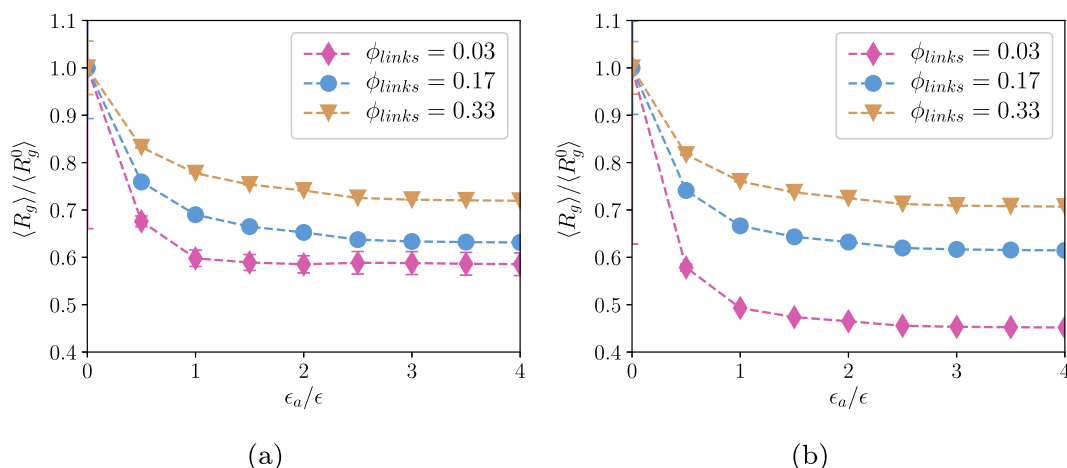 1.1
1.0
0.9
0.8
0.7
0.6
0.5
0.4
⟨R_g⟩/⟨R_g^0⟩
0 1 2 3 4
ϵ_a/ϵ
ϕ_links = 0.03
ϕ_links = 0.17
ϕ_links = 0.33
(a)
1.1
1.0
0.9
0.8
0.7
0.6
0.5
0.4
⟨R_g⟩/⟨R_g^0⟩
0 1 2 3 4
ϵ_a/ϵ
ϕ_links = 0.03
ϕ_links = 0.17
ϕ_links = 0.33
(b)